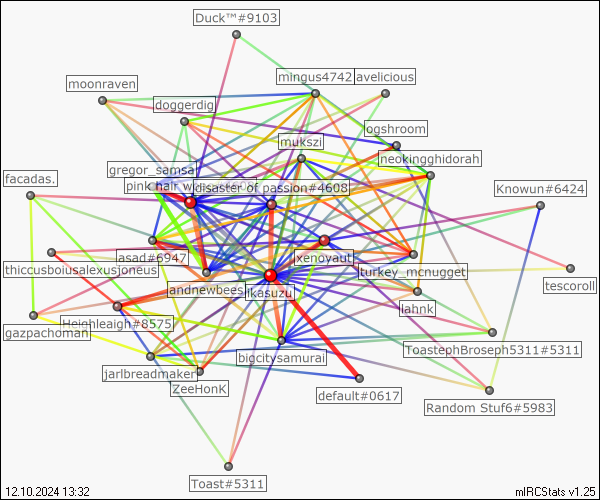 Duck™#9103
mingus4742
avelicious
moonraven
doggerdig
ogshroom
mukszi
neokingghidorah
gregor_samsa
facadas.
pink hair w
disaster of passion#4608
Knowun#6424
asad#6947
xenoyaut
thiccusboiusalexusioneus
turkey_mcnugget
tescoroll
andnewbees
ikasuzu
lahnk
Heighleigh#8575
gazpachoman
ToastephBroseph5311#5311
bigcitysamurai
jarlbreadmaker
ZeeHonK
default#0617
Random Stuf6#5983
Toast#5311
12.10.2024 13:32
mIRCStats v1.25